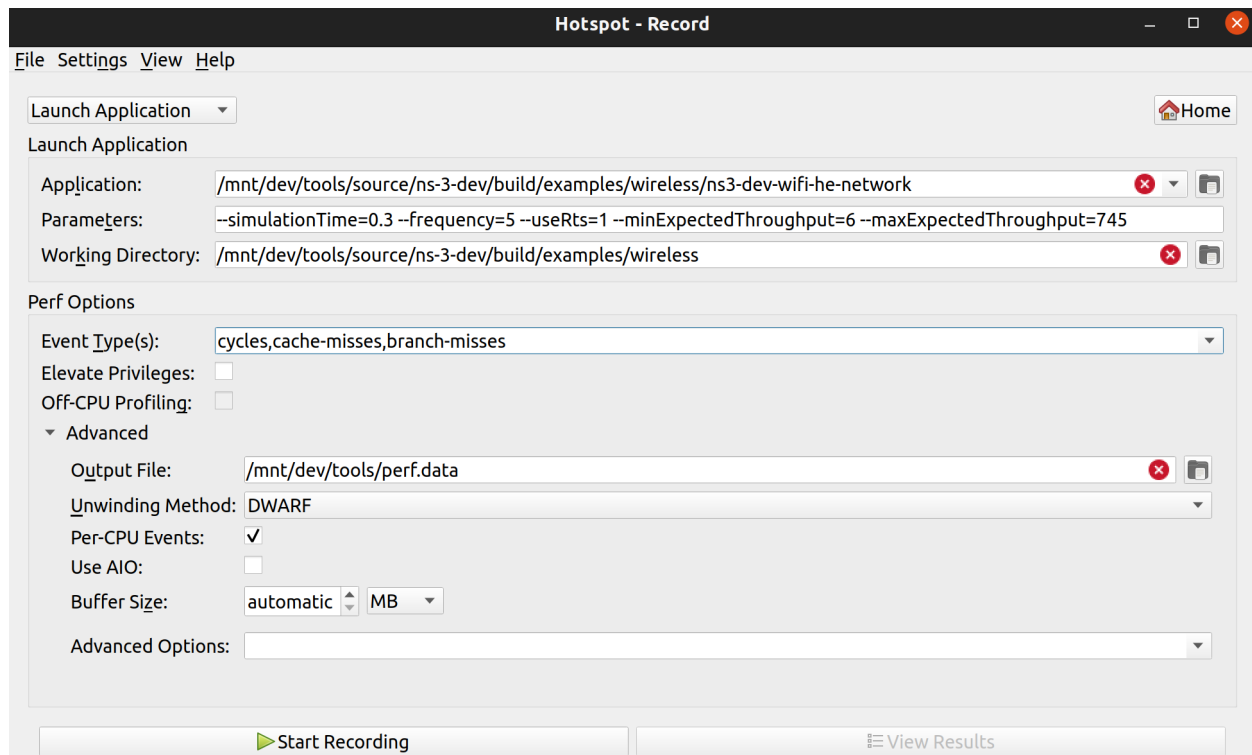 Hotspot - Record
File Settings View Help
Launch Application
Home
Launch Application
Application: /mnt/dev/tools/source/ns-3-dev/build/examples/wireless/ns3-dev-wifi-he-network
Parameters: --simulationTime=0.3 --frequency=5 --useRts=1 --minExpectedThroughput=6 --maxExpectedThroughput=745
Working Directory: /mnt/dev/tools/source/ns-3-dev/build/examples/wireless
Perf Options
Event Type(s): cycles,cache-misses,branch-misses
Elevate Privileges:
Off-CPU Profiling:
Advanced
Output File: /mnt/dev/tools/perf.data
Unwinding Method: DWARF
Per-CPU Events:
Use AIO:
Buffer Size: automatic MB
Advanced Options:
Start Recording View Results